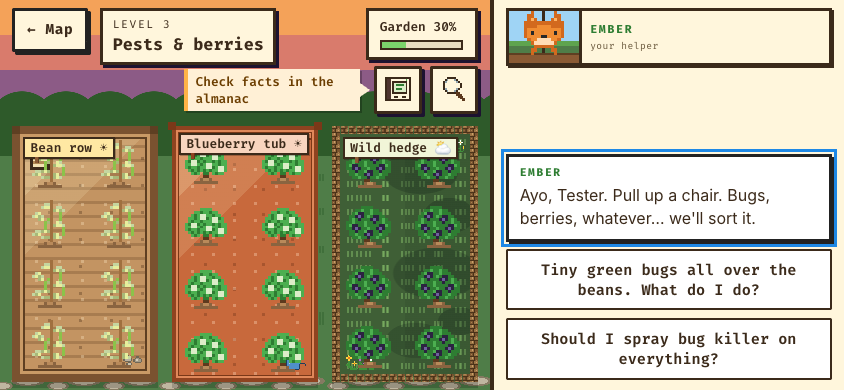 ← Map
LEVEL 3
Pests & berries
Garden 30%
Check facts in the
almanac
Bean row ☀
Blueberry tub ☀
Wild hedge ⛅
EMBER
your helper
EMBER
Ayo, Tester. Pull up a chair. Bugs,
berries, whatever... we'll sort it.
Tiny green bugs all over the
beans. What do I do?
Should I spray bug killer on
everything?